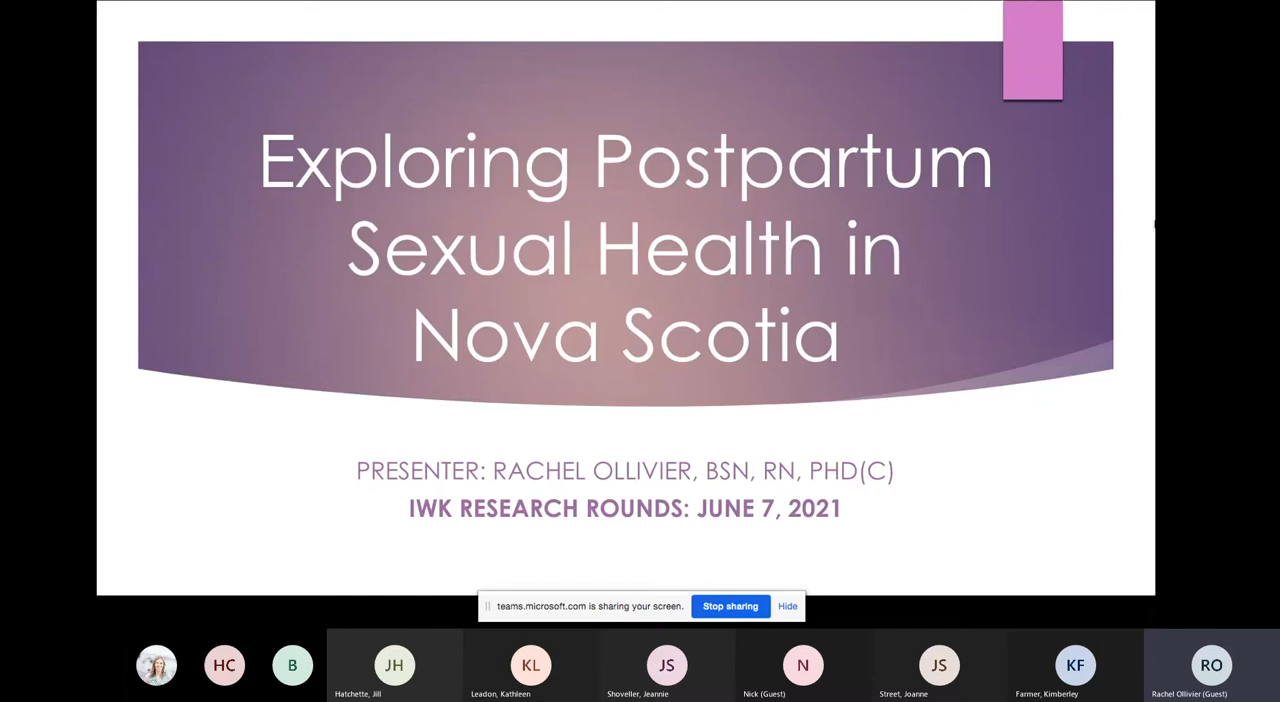 Exploring Postpartum
Sexual Health in
Nova Scotia
PRESENTER: RACHEL OLLIVIER, BSN, RN, PHD(C)
IWK RESEARCH ROUNDS: JUNE 7, 2021
teams.microsoft.com is sharing your screen. Stop sharing Hide
HC B JH KL JS N JS KF RO
Hatchette, Jill Leadon, Kathleen Shoveller, Jeannie Nick (Guest) Street, Joanne Farmer, Kimberley Rachel Ollivier (Guest)